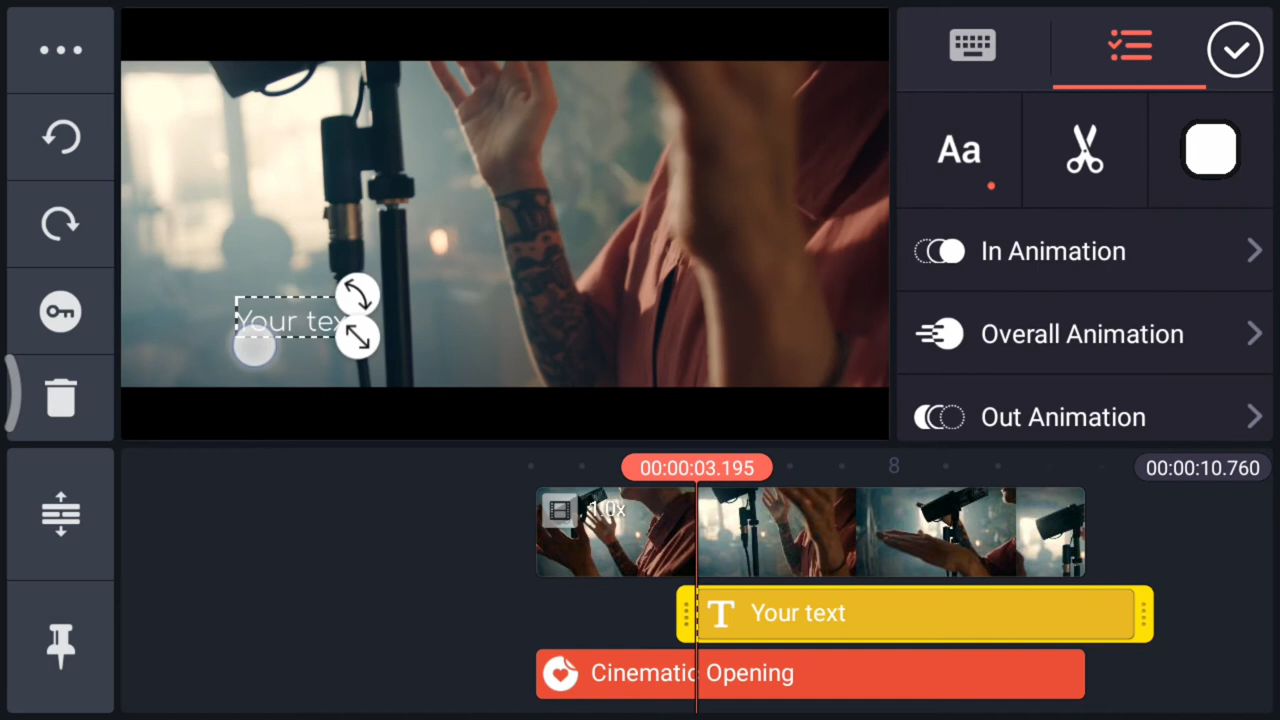 Aa
In Animation
Your tex
Overall Animation
Out Animation
00:00:03.195
8
00:00:10.760
1.0x
T Your text
Cinematic Opening